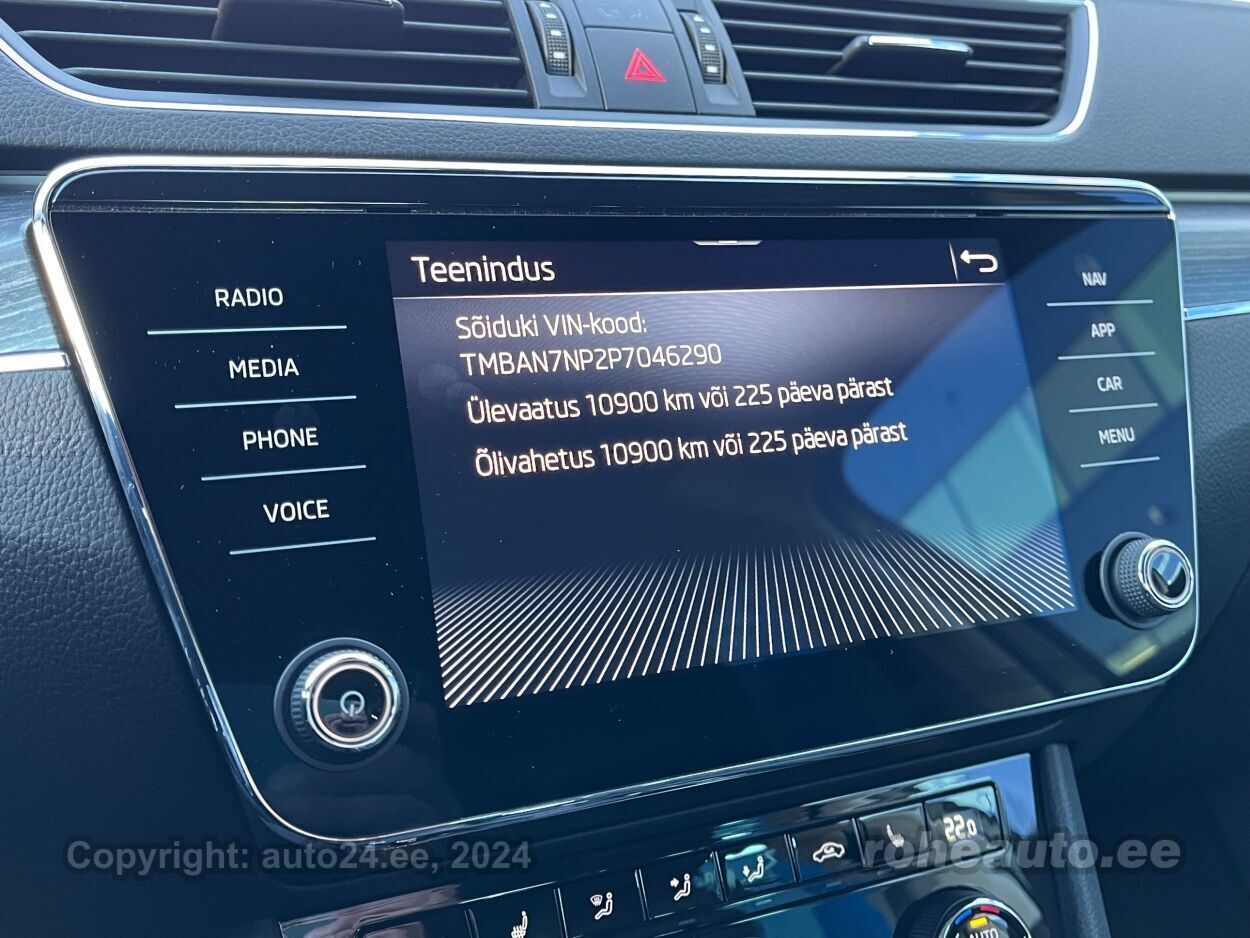 Teenindus
RADIO
NAV
Sõiduki VIN-kood:
TMBAN7NP2P7046290
MEDIA
APP
Ülevaatus 10900 km või 225 päeva pärast
CAR
PHONE
Õlivahetus 10900 km või 225 päeva pärast
MENU
VOICE
22.0
Copyright: auto24.ee, 2024
roheauto.ee
AUTO